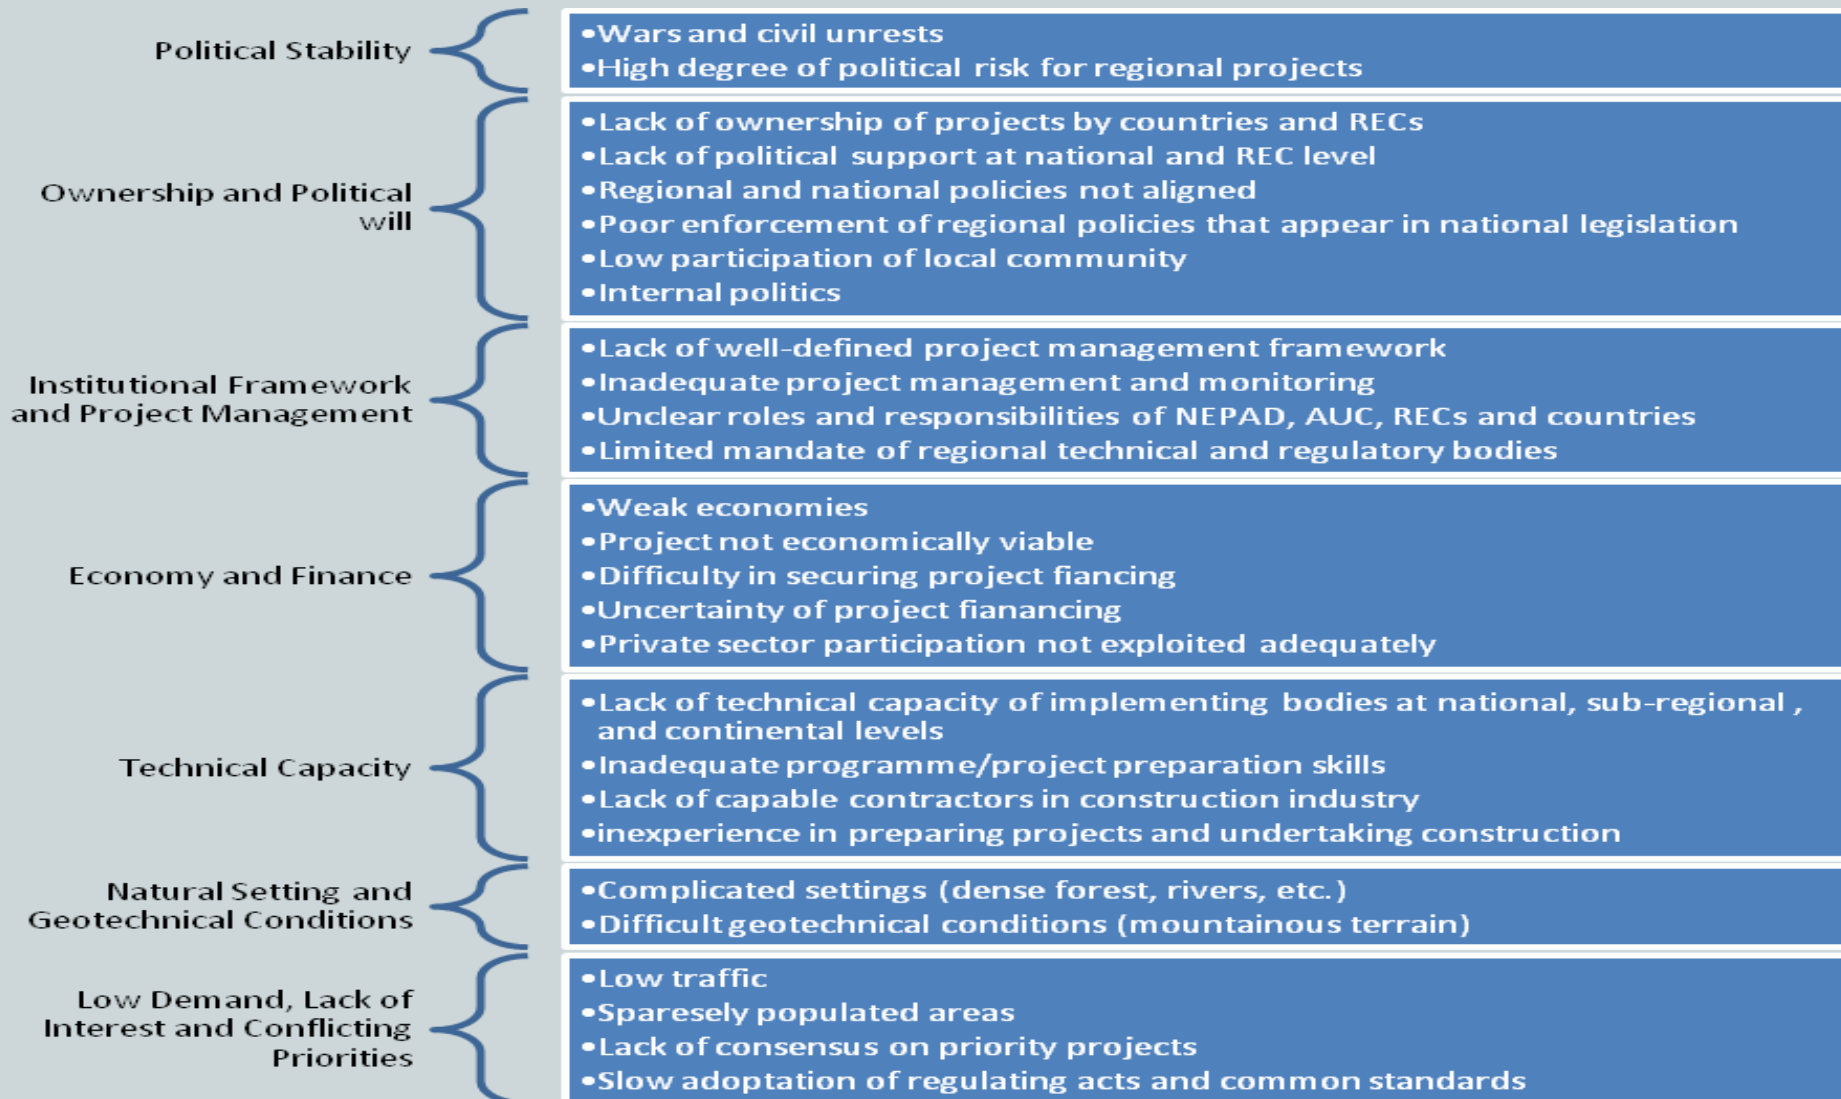 Political Stability
•Wars and civil unrests
•High degree of political risk for regional projects
Ownership and Political
will
•Lack of ownership of projects by countries and RECs
•Lack of political support at national and REC level
•Regional and national policies not aligned
•Poor enforcement of regional policies that appear in national legislation
•Low participation of local community
•Internal politics
Institutional Framework
and Project Management
•Lack of well-defined project management framework
•Inadequate project management and monitoring
•Unclear roles and responsibilities of NEPAD, AUC, RECs and countries
•Limited mandate of regional technical and regulatory bodies
Economy and Finance
•Weak economies
•Project not economically viable
•Difficulty in securing project fiancing
•Uncertainty of project fianancing
•Private sector participation not exploited adequately
Technical Capacity
•Lack of technical capacity of implementing bodies at national, sub-regional ,
and continental levels
•Inadequate programme/project preparation skills
•Lack of capable contractors in construction industry
•inexperience in preparing projects and undertaking construction
Natural Setting and
Geotechnical Conditions
•Complicated settings (dense forest, rivers, etc.)
•Difficult geotechnical conditions (mountainous terrain)
Low Demand, Lack of
Interest and Conflicting
Priorities
•Low traffic
•Sparesely populated areas
•Lack of consensus on priority projects
•Slow adoptation of regulating acts and common standards